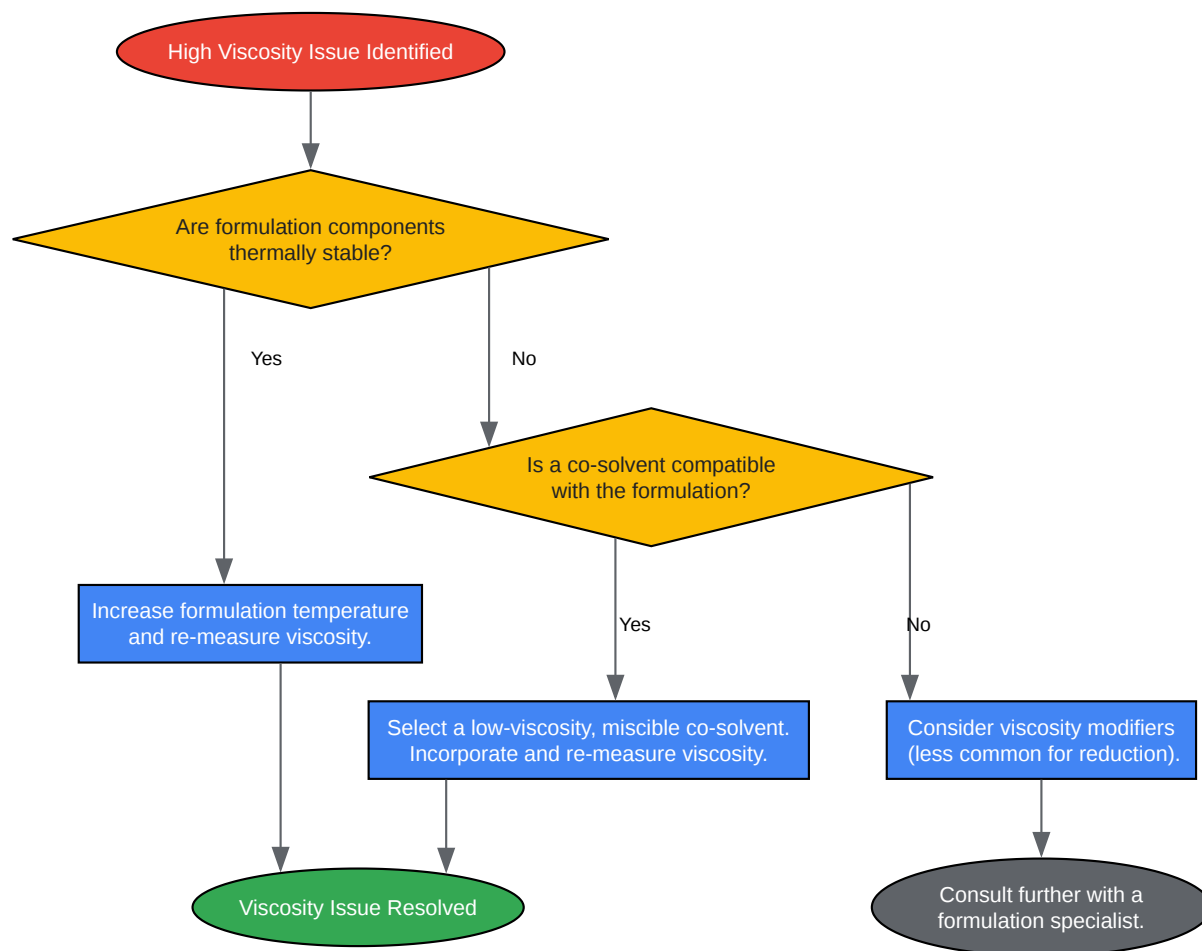 High Viscosity Issue Identified
Are formulation components
thermally stable?
Yes
No
Is a co-solvent compatible
with the formulation?
Increase formulation temperature
and re-measure viscosity.
Yes
No
Select a low-viscosity, miscible co-solvent.
Incorporate and re-measure viscosity.
Consider viscosity modifiers
(less common for reduction).
Viscosity Issue Resolved
Consult further with a
formulation specialist.